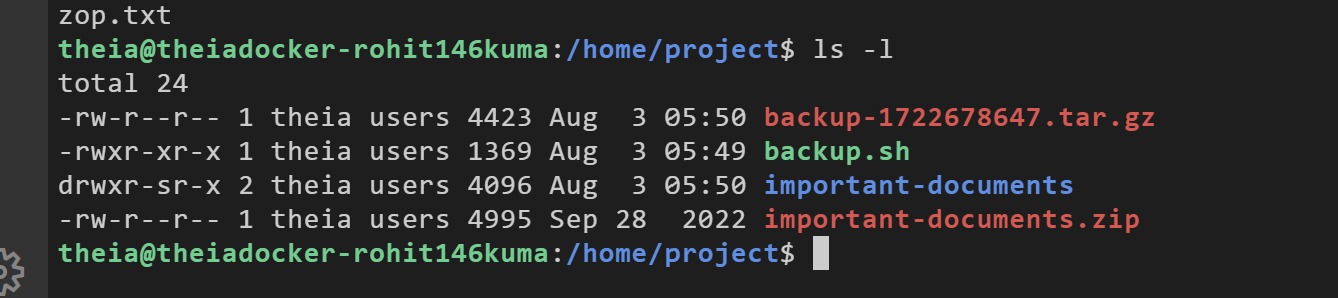 zop.txt
theia@theiadocker-rohit146kuma:/home/project$ ls -l
total 24
-rw-r--r-- 1 theia users 4423 Aug  3 05:50 backup-1722678647.tar.gz
-rwxr-xr-x 1 theia users 1369 Aug  3 05:49 backup.sh
drwxr-sr-x 2 theia users 4096 Aug  3 05:50 important-documents
-rw-r--r-- 1 theia users 4995 Sep 28  2022 important-documents.zip
theia@theiadocker-rohit146kuma:/home/project$